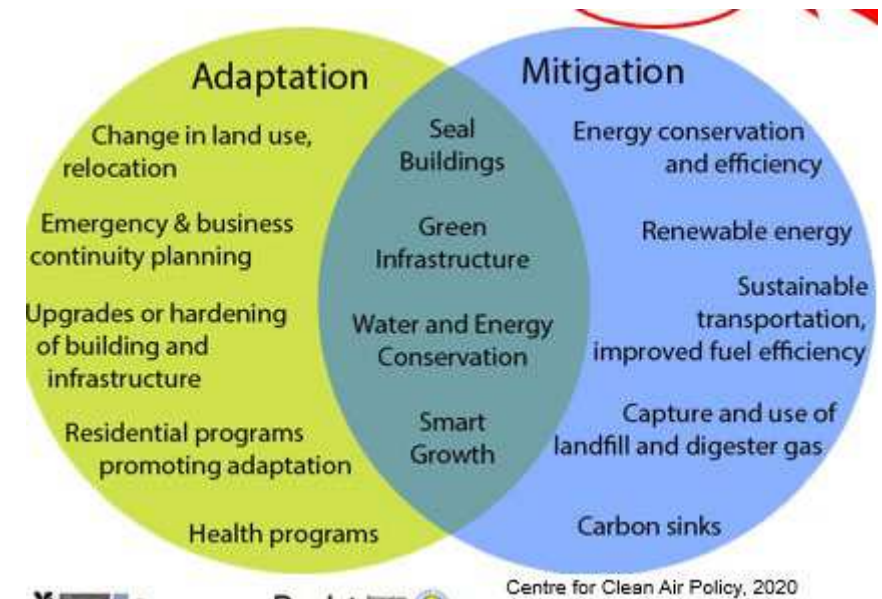 Adaptation
Change in land use,
relocation
Emergency & business
continuity planning
Upgrades or hardening
of building and
infrastructure
Residential programs
promoting adaptation
Health programs
Seal
Buildings
Green
Infrastructure
Water and Energy
Conservation
Smart
Growth
Mitigation
Energy conservation
and efficiency
Renewable energy
Sustainable
transportation,
improved fuel efficiency
Capture and use of
landfill and digester gas
Carbon sinks
Centre for Clean Air Policy, 2020